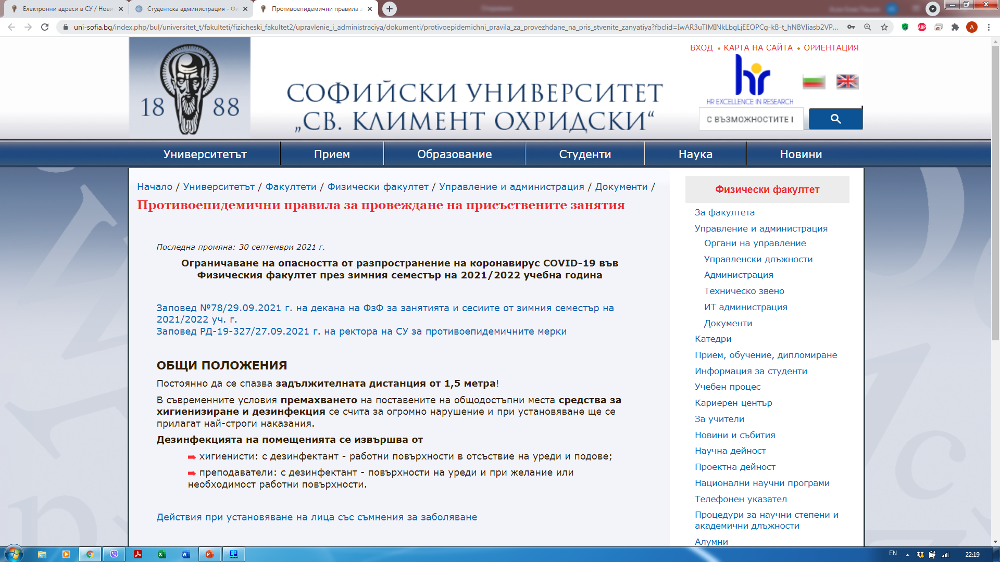 Електронни адреси в СУ / Нови
Студентска администрация - Ф
Противоепидемични правила з
uni-sofia.bg/index.php/bul/universitet_t/fakulteti/fizicheski_fakultet2/upravlenie_i_administraciya/dokumenti/protivoepidemichni_pravila_za_provezhdane_na_pris_stvenite_zanyatiya?fbclid=IwAR3uTlMINkLbgLjEEOPCg-kB-t_hNBVIiasb2VP...
ABP
A
ВХОД • КАРТА НА САЙТА • ОРИЕНТАЦИЯ
18 88
СОФИЙСКИ УНИВЕРСИТЕТ
„СВ. КЛИМЕНТ ОХРИДСКИ“
hr
HR EXCELLENCE IN RESEARCH
С ВЪЗМОЖНОСТИТЕ
Университетът Прием Образование Студенти Наука Новини
Начало / Университетът / Факултети / Физически факултет / Управление и администрация / Документи /
Противоепидемични правила за провеждане на присъствените занятия
Последна промяна: 30 септември 2021 г.
Ограничаване на опасността от разпространение на коронавирус COVID-19 във
Физическия факултет през зимния семестър на 2021/2022 учебна година
Заповед №78/29.09.2021 г. на декана на ФзФ за занятията и сесиите от зимния семестър на
2021/2022 уч. г.
Заповед РД-19-327/27.09.2021 г. на ректора на СУ за противоепидемичните мерки
ОБЩИ ПОЛОЖЕНИЯ
Постоянно да се спазва задължителната дистанция от 1,5 метра!
В съвременните условия премахването на поставените на общодостъпни места средства за
хигиенизиране и дезинфекция се счита за огромно нарушение и при установяване ще се
прилагат най-строги наказания.
Дезинфекцията на помещенията се извършва от
хигиенисти: с дезинфектант - работни повърхности в отсъствие на уреди и подове;
преподаватели: с дезинфектант - повърхности на уреди и при желание или
необходимост работни повърхности.
Действия при установяване на лица със съмнения за заболяване
Физически факултет
За факултета
Управление и администрация
Органи на управление
Управленски длъжности
Администрация
Техническо звено
ИТ администрация
Документи
Катедри
Прием, обучение, дипломиране
Информация за студенти
Учебен процес
Кариерен център
За учители
Новини и събития
Научна дейност
Проектна дейност
Национални научни програми
Телефонен указател
Процедури за научни степени и
академични длъжности
Алумни
EN
22:19